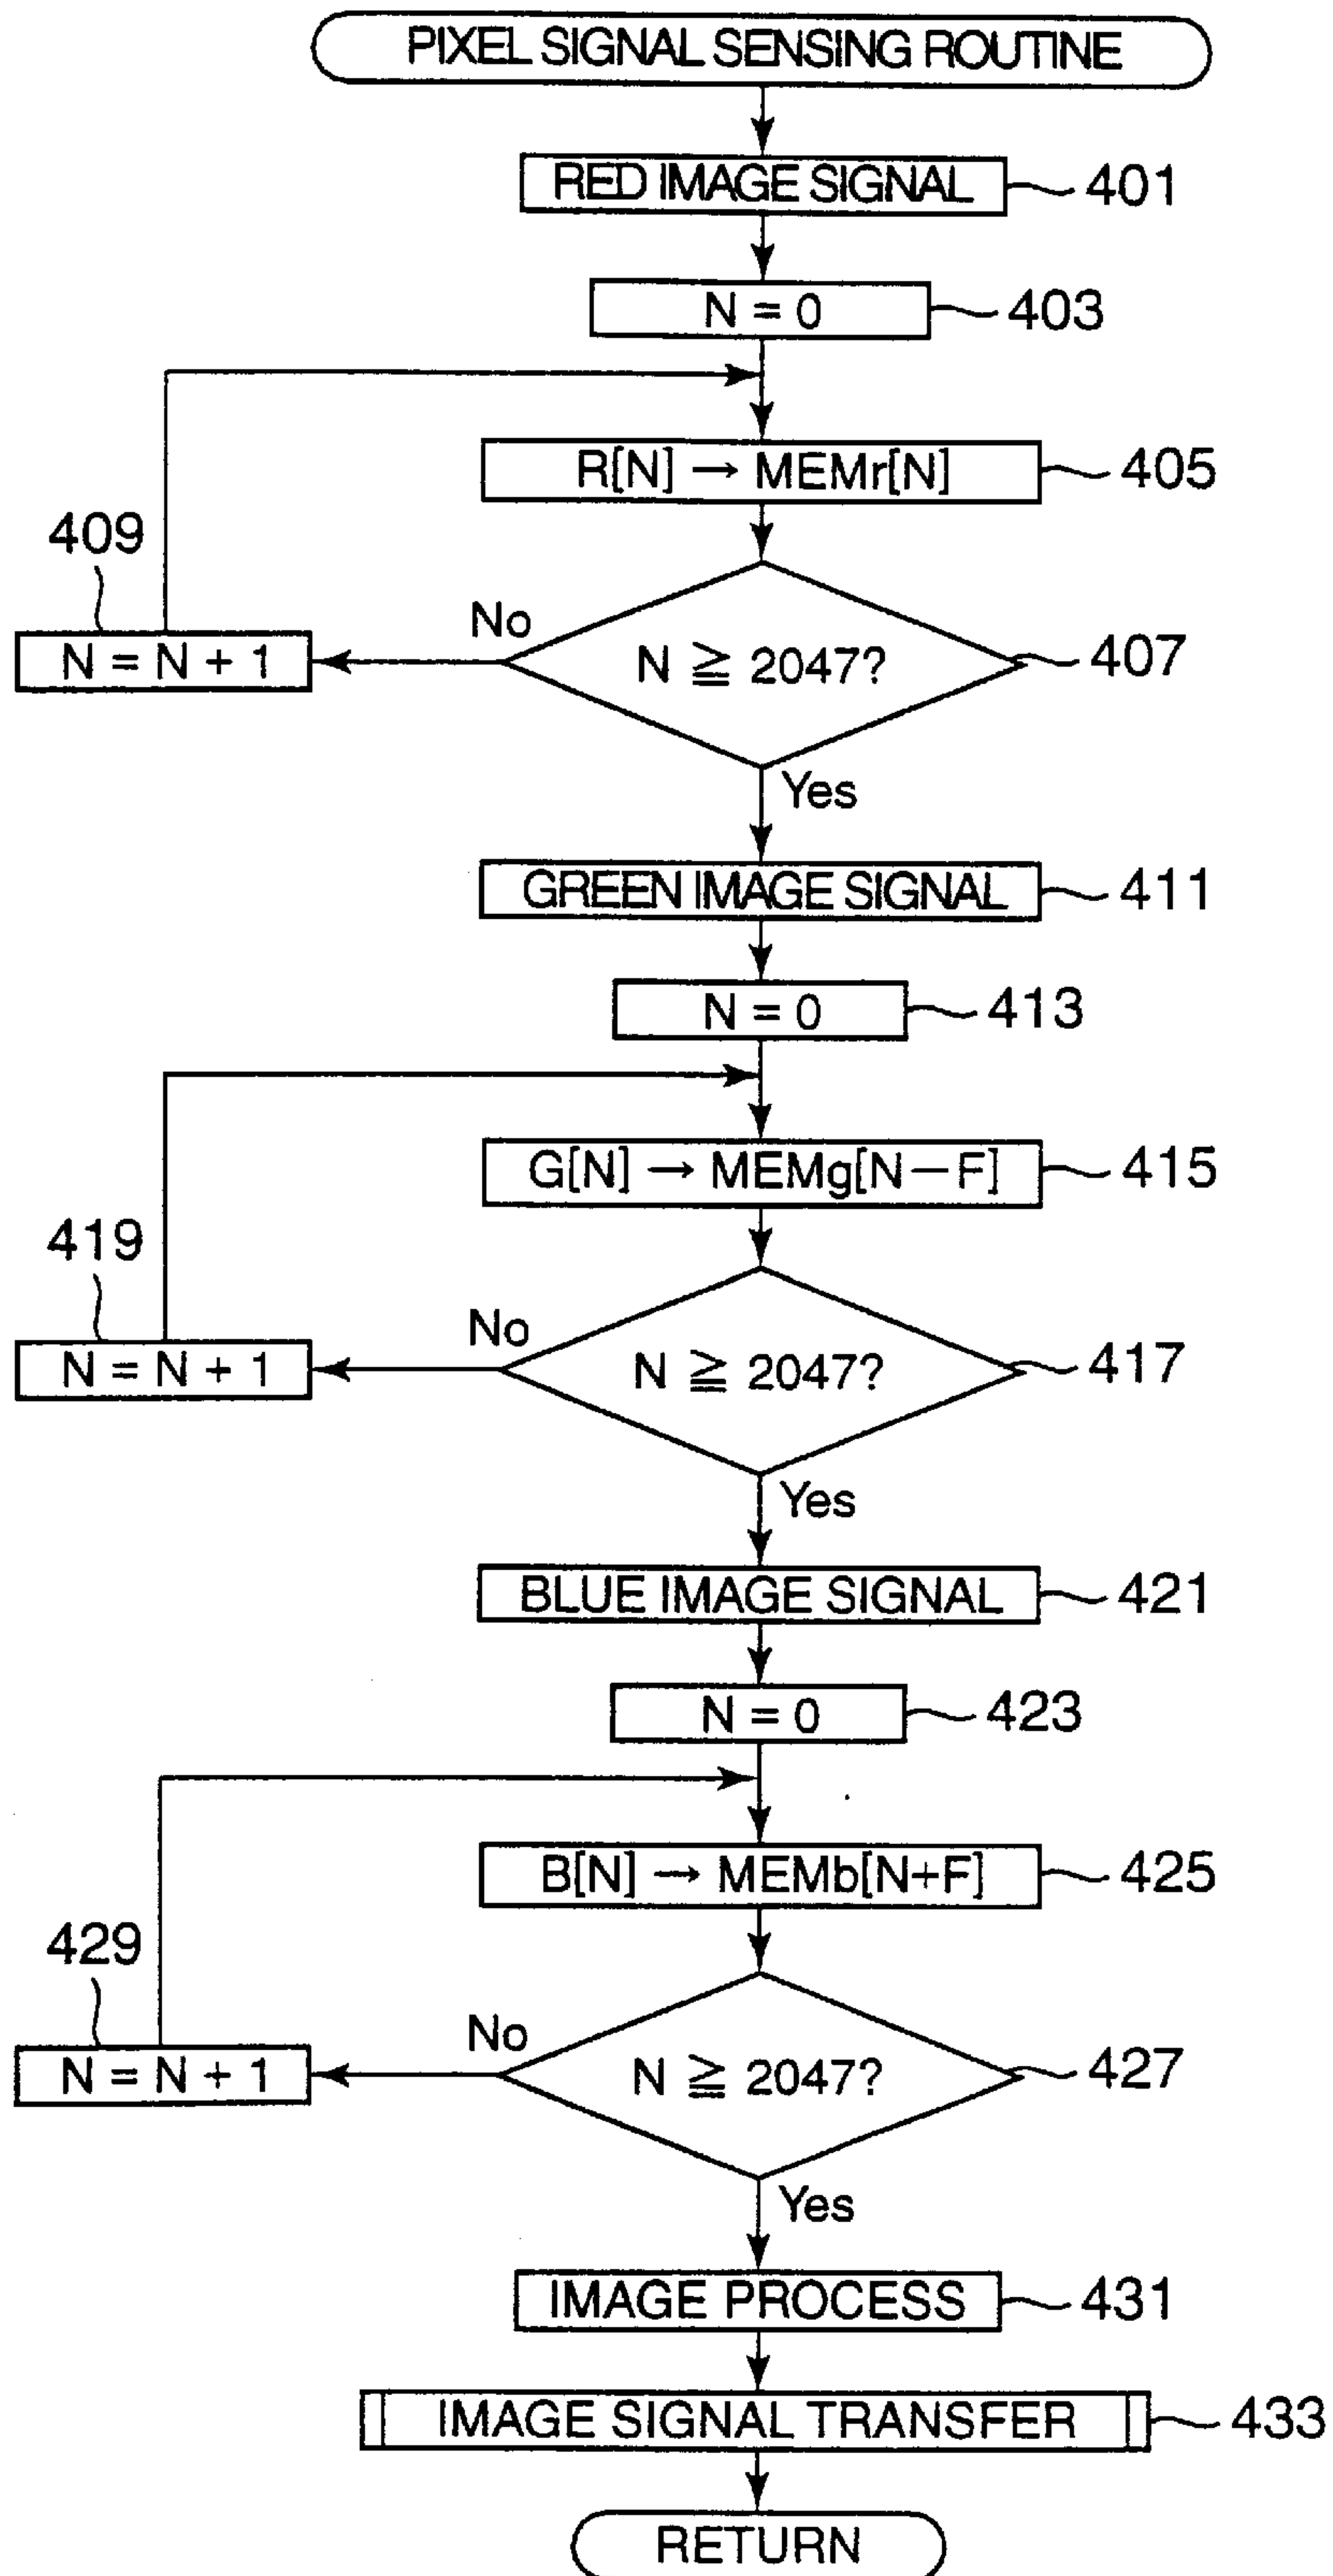 PIXEL SIGNAL SENSING ROUTINE
RED IMAGE SIGNAL 401
N = 0 403
R[N] → MEMr[N] 405
409
No
N = N + 1
N ≧ 2047? 407
Yes
GREEN IMAGE SIGNAL 411
N = 0 413
G[N] → MEMg[N−F] 415
419
No
N = N + 1
N ≧ 2047? 417
Yes
BLUE IMAGE SIGNAL 421
N = 0 423
B[N] → MEMb[N+F] 425
429
No
N = N + 1
N ≧ 2047? 427
Yes
IMAGE PROCESS 431
IMAGE SIGNAL TRANSFER 433
RETURN